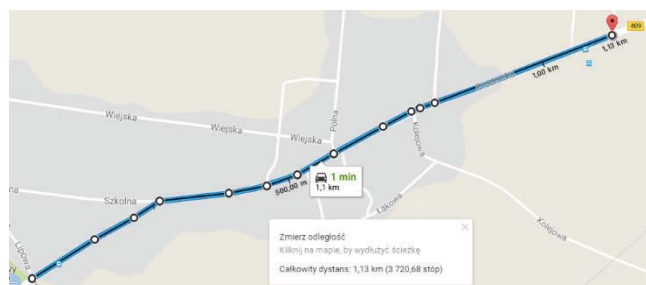 409
1,13 km
1,00 km
Wiejska
Wiejska
Wiejska
Polna
Kolejowa
500,00 m
1 min
1,1 km
Łąkowa
Szkolna
Kolejowa
Lipowa
Zmierz odległość
Kliknij na mapie, by wydłużyć ścieżkę
Całkowity dystans: 1,13 km (3 720,68 stóp)